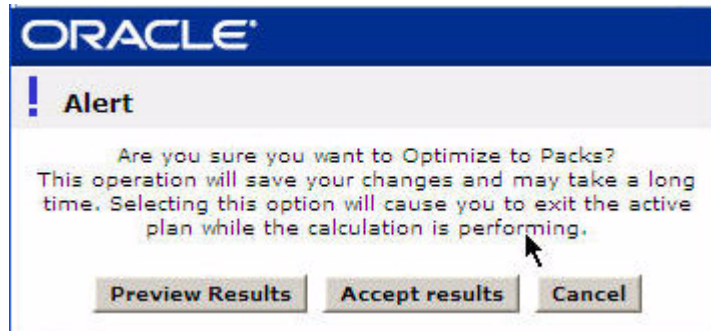 ORACLE
! Alert
Are you sure you want to Optimize to Packs?
This operation will save your changes and may take a long
time. Selecting this option will cause you to exit the active
plan while the calculation is performing.
Preview Results Accept results Cancel